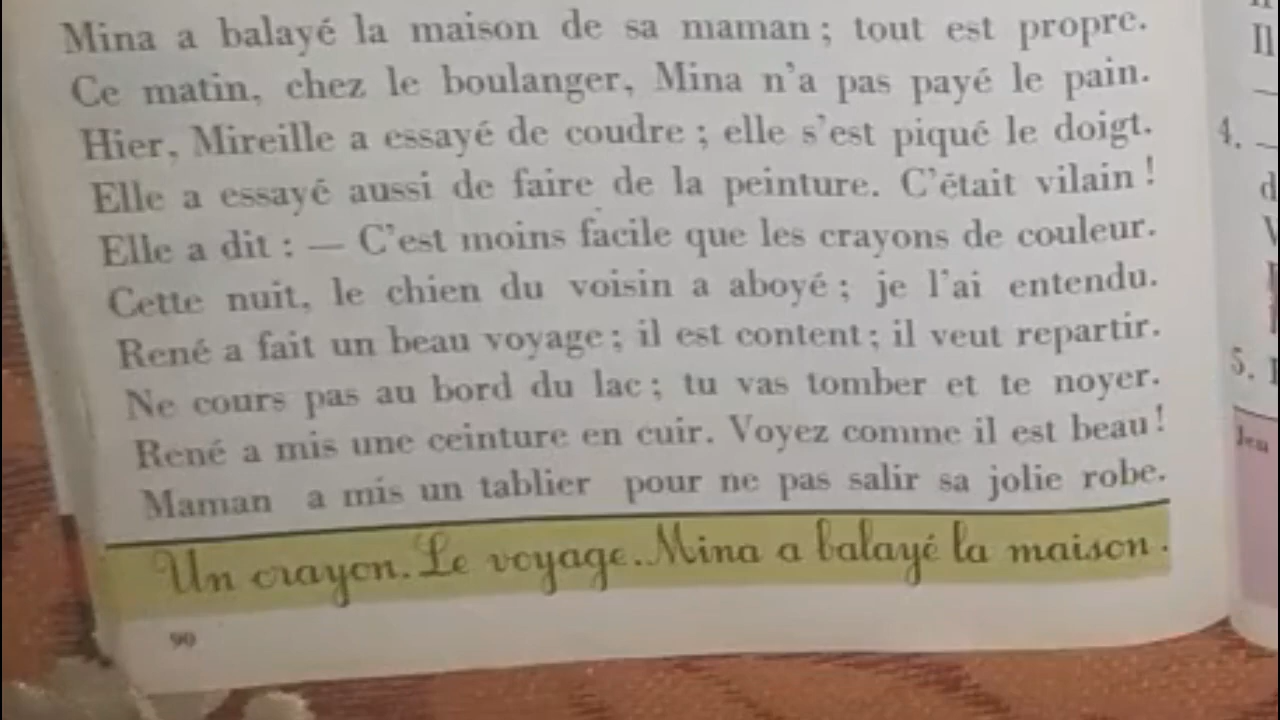 Mina a balayé la maison de sa maman ; tout est propre.
Ce matin, chez le boulanger, Mina n'a pas payé le pain.
Hier, Mireille a essayé de coudre ; elle s'est piqué le doigt.
Elle a essayé aussi de faire de la peinture. C'était vilain !
Elle a dit : — C'est moins facile que les crayons de couleur.
Cette nuit, le chien du voisin a aboyé ; je l'ai entendu.
René a fait un beau voyage ; il est content ; il veut repartir.
Ne cours pas au bord du lac ; tu vas tomber et te noyer.
René a mis une ceinture en cuir. Voyez comme il est beau !
Maman a mis un tablier pour ne pas salir sa jolie robe.
Un crayon. Le voyage. Mina a balayé la maison.
90
Il
4.
5.
Jeu